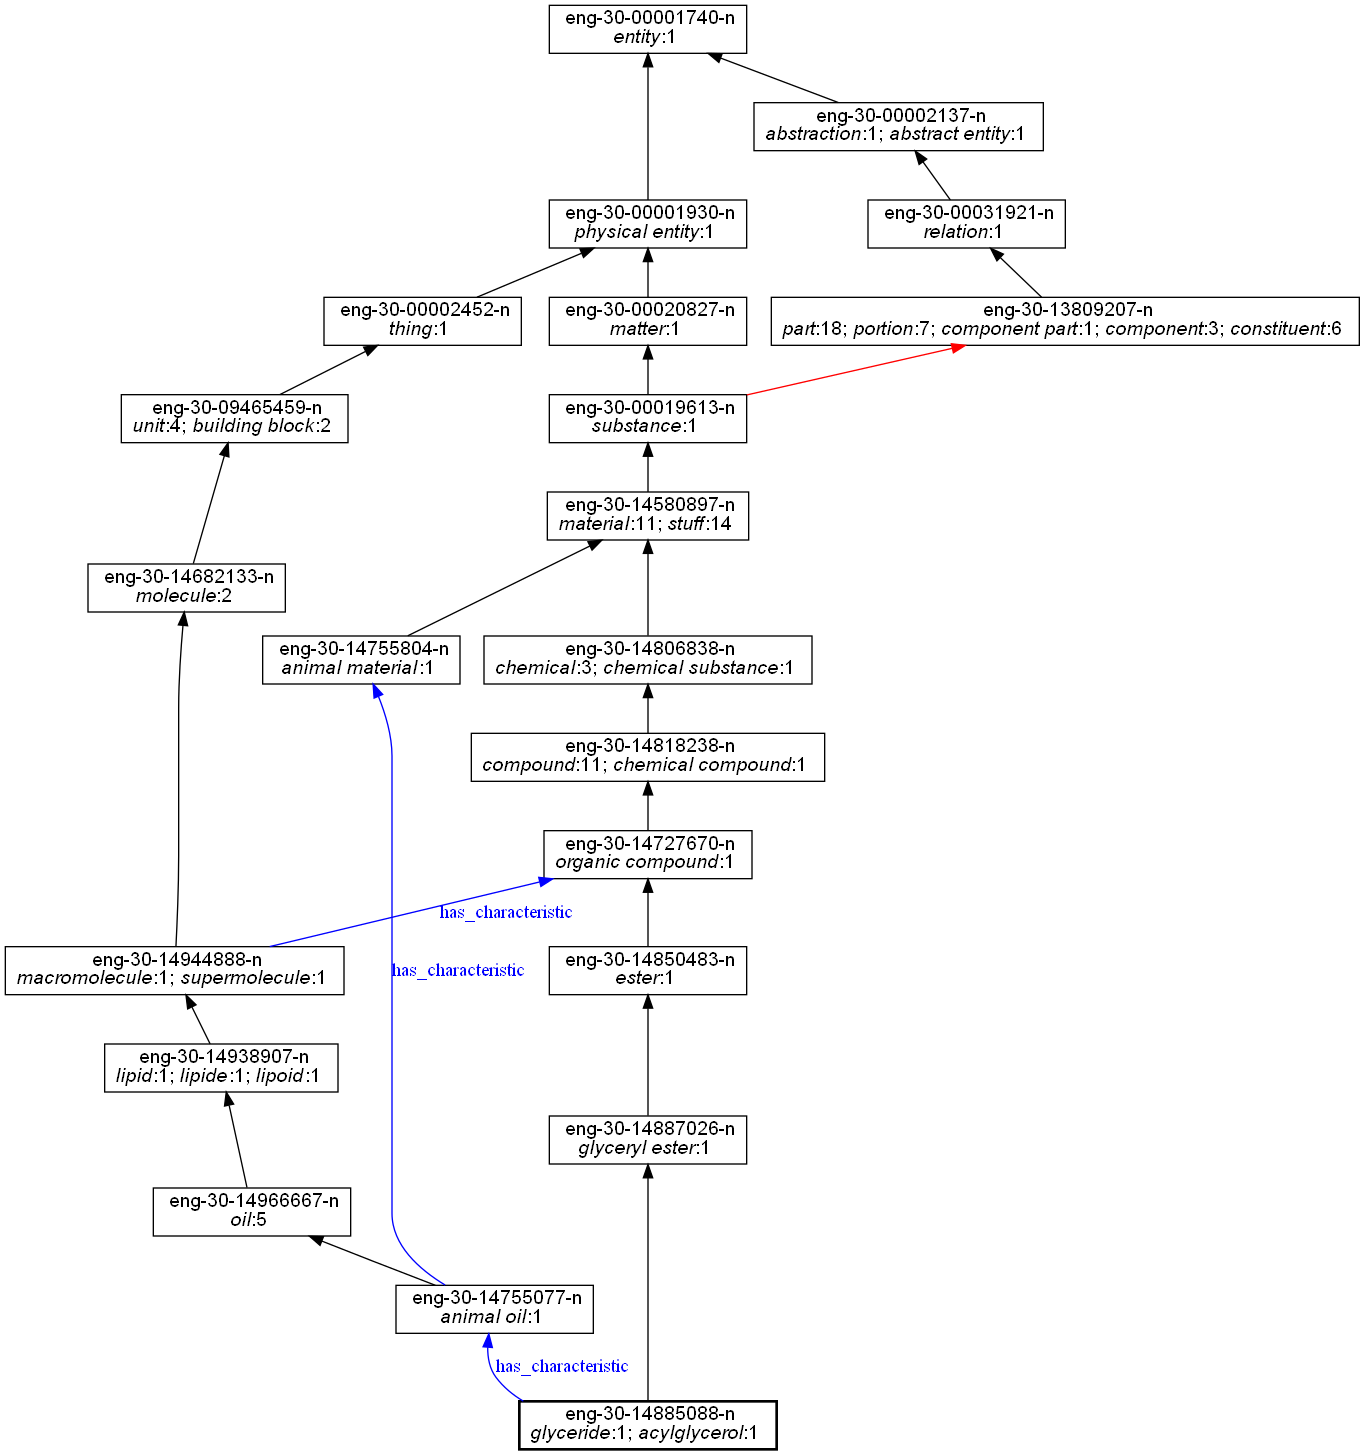 eng-30-00001740-n
entity:1
eng-30-00002137-n
abstraction:1; abstract entity:1
eng-30-00001930-n
physical entity:1
eng-30-00031921-n
relation:1
eng-30-00002452-n
thing:1
eng-30-00020827-n
matter:1
eng-30-13809207-n
part:18; portion:7; component part:1; component:3; constituent:6
eng-30-09465459-n
unit:4; building block:2
eng-30-00019613-n
substance:1
eng-30-14580897-n
material:11; stuff:14
eng-30-14682133-n
molecule:2
eng-30-14755804-n
animal material:1
eng-30-14806838-n
chemical:3; chemical substance:1
eng-30-14818238-n
compound:11; chemical compound:1
eng-30-14727670-n
organic compound:1
has_characteristic
eng-30-14944888-n
macromolecule:1; supermolecule:1
has_characteristic
eng-30-14850483-n
ester:1
eng-30-14938907-n
lipid:1; lipide:1; lipoid:1
eng-30-14887026-n
glyceryl ester:1
eng-30-14966667-n
oil:5
eng-30-14755077-n
animal oil:1
has_characteristic
eng-30-14885088-n
glyceride:1; acylglycerol:1